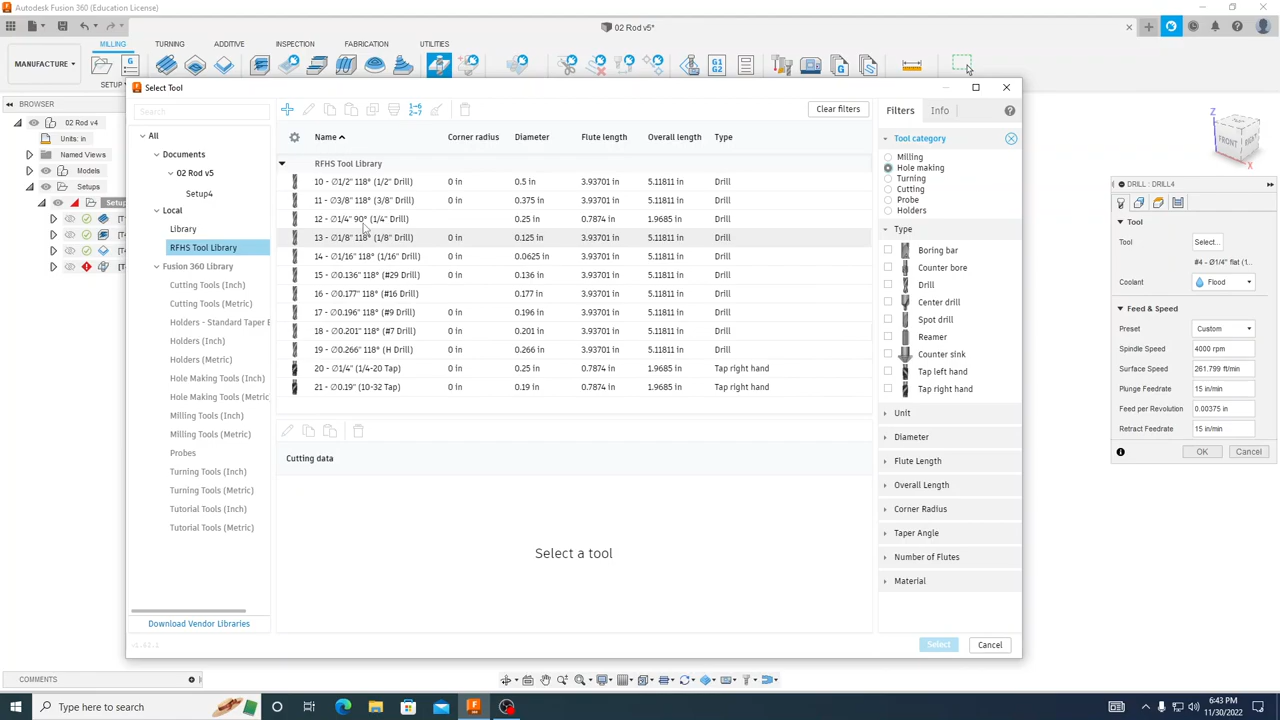 Autodesk Fusion 360 (Education License)
02 Rod v5*
MILLING TURNING ADDITIVE INSPECTION FABRICATION UTILITIES
MANUFACTURE
SETUP
BROWSER
02 Rod v4
Units: in
Named Views
Models
Setups
Setup
Select Tool
Search
All
Documents
02 Rod v5
Setup4
Local
Library
RFHS Tool Library
Fusion 360 Library
Cutting Tools (Inch)
Cutting Tools (Metric)
Holders - Standard Taper B
Holders (Inch)
Holders (Metric)
Hole Making Tools (Inch)
Hole Making Tools (Metric
Milling Tools (Inch)
Milling Tools (Metric)
Probes
Turning Tools (Inch)
Turning Tools (Metric)
Tutorial Tools (Inch)
Tutorial Tools (Metric)
Download Vendor Libraries
Clear filters
Name Corner radius Diameter Flute length Overall length Type
RFHS Tool Library
10 - Ø1/2" 118° (1/2" Drill) 0 in 0.5 in 3.93701 in 5.11811 in Drill
11 - Ø3/8" 118° (3/8" Drill) 0 in 0.375 in 3.93701 in 5.11811 in Drill
12 - Ø1/4" 90° (1/4" Drill) 0.25 in 0.7874 in 1.9685 in Drill
13 - Ø1/8" 118° (1/8" Drill) 0 in 0.125 in 3.93701 in 5.11811 in Drill
14 - Ø1/16" 118° (1/16" Drill) 0 in 0.0625 in 3.93701 in 5.11811 in Drill
15 - Ø0.136" 118° (#29 Drill) 0 in 0.136 in 3.93701 in 5.11811 in Drill
16 - Ø0.177" 118° (#16 Drill) 0 in 0.177 in 3.93701 in 5.11811 in Drill
17 - Ø0.196" 118° (#9 Drill) 0 in 0.196 in 3.93701 in 5.11811 in Drill
18 - Ø0.201" 118° (#7 Drill) 0 in 0.201 in 3.93701 in 5.11811 in Drill
19 - Ø0.266" 118° (H Drill) 0 in 0.266 in 3.93701 in 5.11811 in Drill
20 - Ø1/4" (1/4-20 Tap) 0 in 0.25 in 0.7874 in 1.9685 in Tap right hand
21 - Ø0.19" (10-32 Tap) 0 in 0.19 in 0.7874 in 1.9685 in Tap right hand
Cutting data
Select a tool
Filters Info
Tool category
Milling
Hole making
Turning
Cutting
Probe
Holders
Type
Boring bar
Counter bore
Drill
Center drill
Spot drill
Reamer
Counter sink
Tap left hand
Tap right hand
Unit
Diameter
Flute Length
Overall Length
Corner Radius
Taper Angle
Number of Flutes
Material
Select Cancel
FRONT RIGHT
Z
X
DRILL : DRILL4
Tool
Tool Select...
#4 - Ø1/4" flat (1...
Coolant Flood
Feed & Speed
Preset Custom
Spindle Speed 4000 rpm
Surface Speed 261.799 ft/min
Plunge Feedrate 15 in/min
Feed per Revolution 0.00375 in
Retract Feedrate 15 in/min
OK Cancel
COMMENTS
Type here to search
6:43 PM
11/30/2022